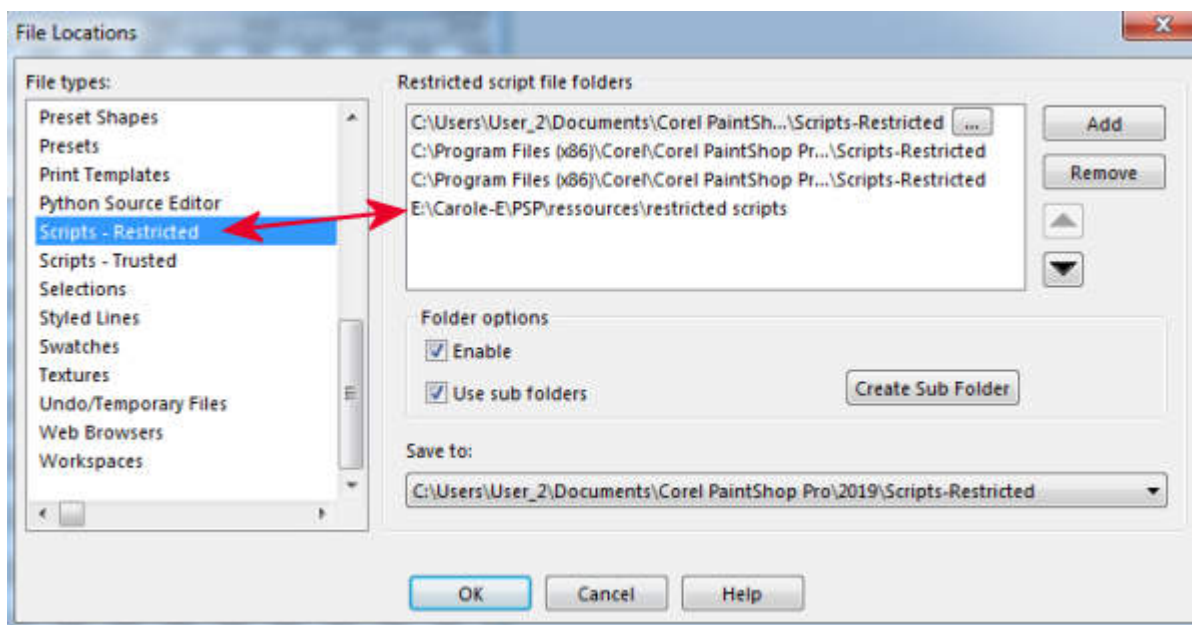 File Locations
File types:
Preset Shapes
Presets
Print Templates
Python Source Editor
Scripts - Restricted
Scripts - Trusted
Selections
Styled Lines
Swatches
Textures
Undo/Temporary Files
Web Browsers
Workspaces
Restricted script file folders
C:\Users\User_2\Documents\Corel PaintSh...\Scripts-Restricted ...
C:\Program Files (x86)\Corel\Corel PaintShop Pr...\Scripts-Restricted
C:\Program Files (x86)\Corel\Corel PaintShop Pr...\Scripts-Restricted
E:\Carole-E\PSP\ressources\restricted scripts
Add
Remove
Folder options
Enable
Use sub folders
Create Sub Folder
Save to:
C:\Users\User_2\Documents\Corel PaintShop Pro\2019\Scripts-Restricted
OK
Cancel
Help